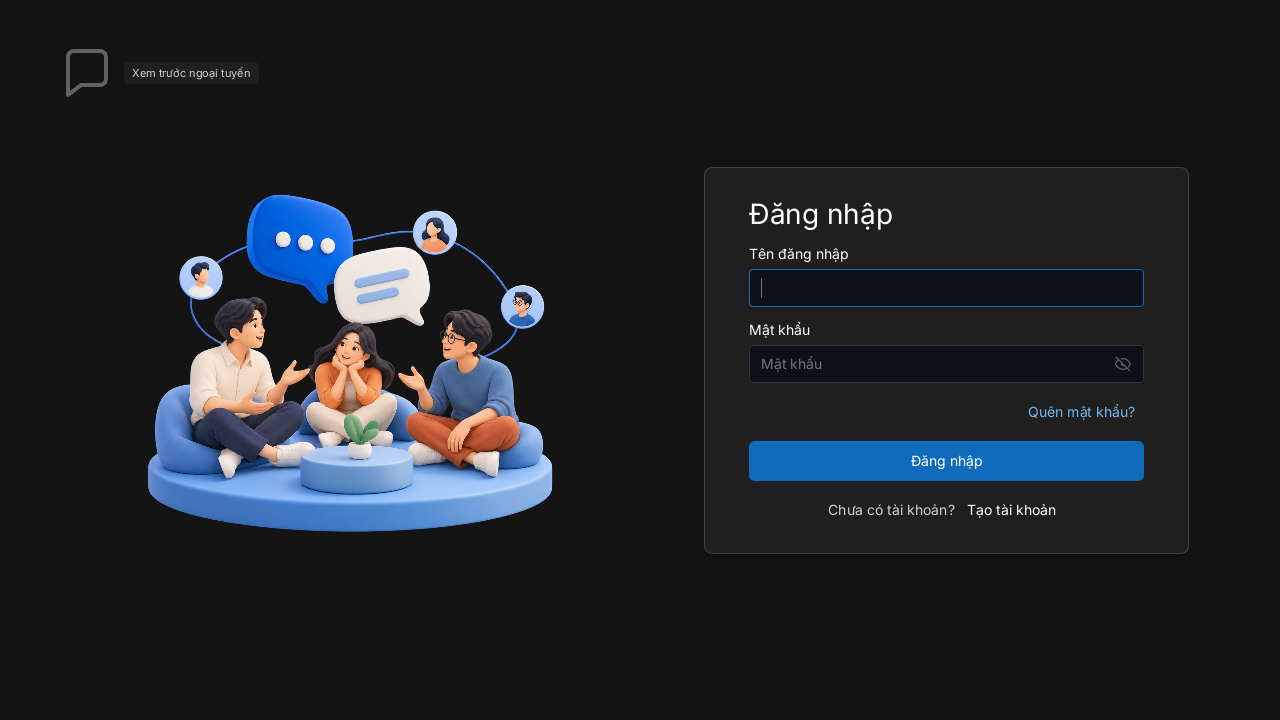 Xem trước ngoại tuyến
Đăng nhập
Tên đăng nhập
Mật khẩu
Mật khẩu
Quên mật khẩu?
Đăng nhập
Chưa có tài khoản? Tạo tài khoản